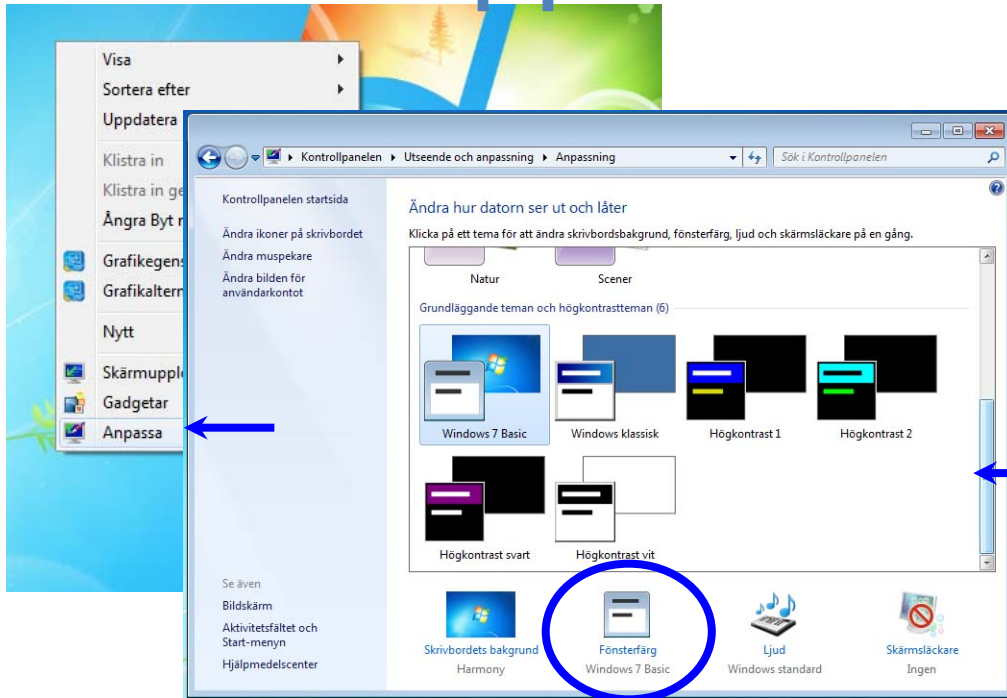 Visa
Sortera efter
Uppdatera
Klistra in
Klistra in ge
Ångra Byt
Grafikegens
Grafikaltern
Nytt
Skärmupplö
Gadgetar
Anpassa
Kontrollpanelen Utseende och anpassning Anpassning
Sök i Kontrollpanelen
Kontrollpanelen startsida
Ändra ikoner på skrivbordet
Ändra muspekare
Ändra bilden för
användarkontot
Se även
Bildskärm
Aktivitetsfältet och
Start-menyn
Hjälpmedelscenter
Ändra hur datorn ser ut och låter
Klicka på ett tema för att ändra skrivbordsbakgrund, fönsterfärg, ljud och skärmsläckare på en gång.
Natur Scener
Grundläggande teman och högkontrastteman (6)
Windows 7 Basic Windows klassisk Högkontrast 1 Högkontrast 2
Högkontrast svart Högkontrast vit
Skrivbordets bakgrund Fönsterfärg Ljud Skärmsläckare
Harmony Windows 7 Basic Windows standard Ingen